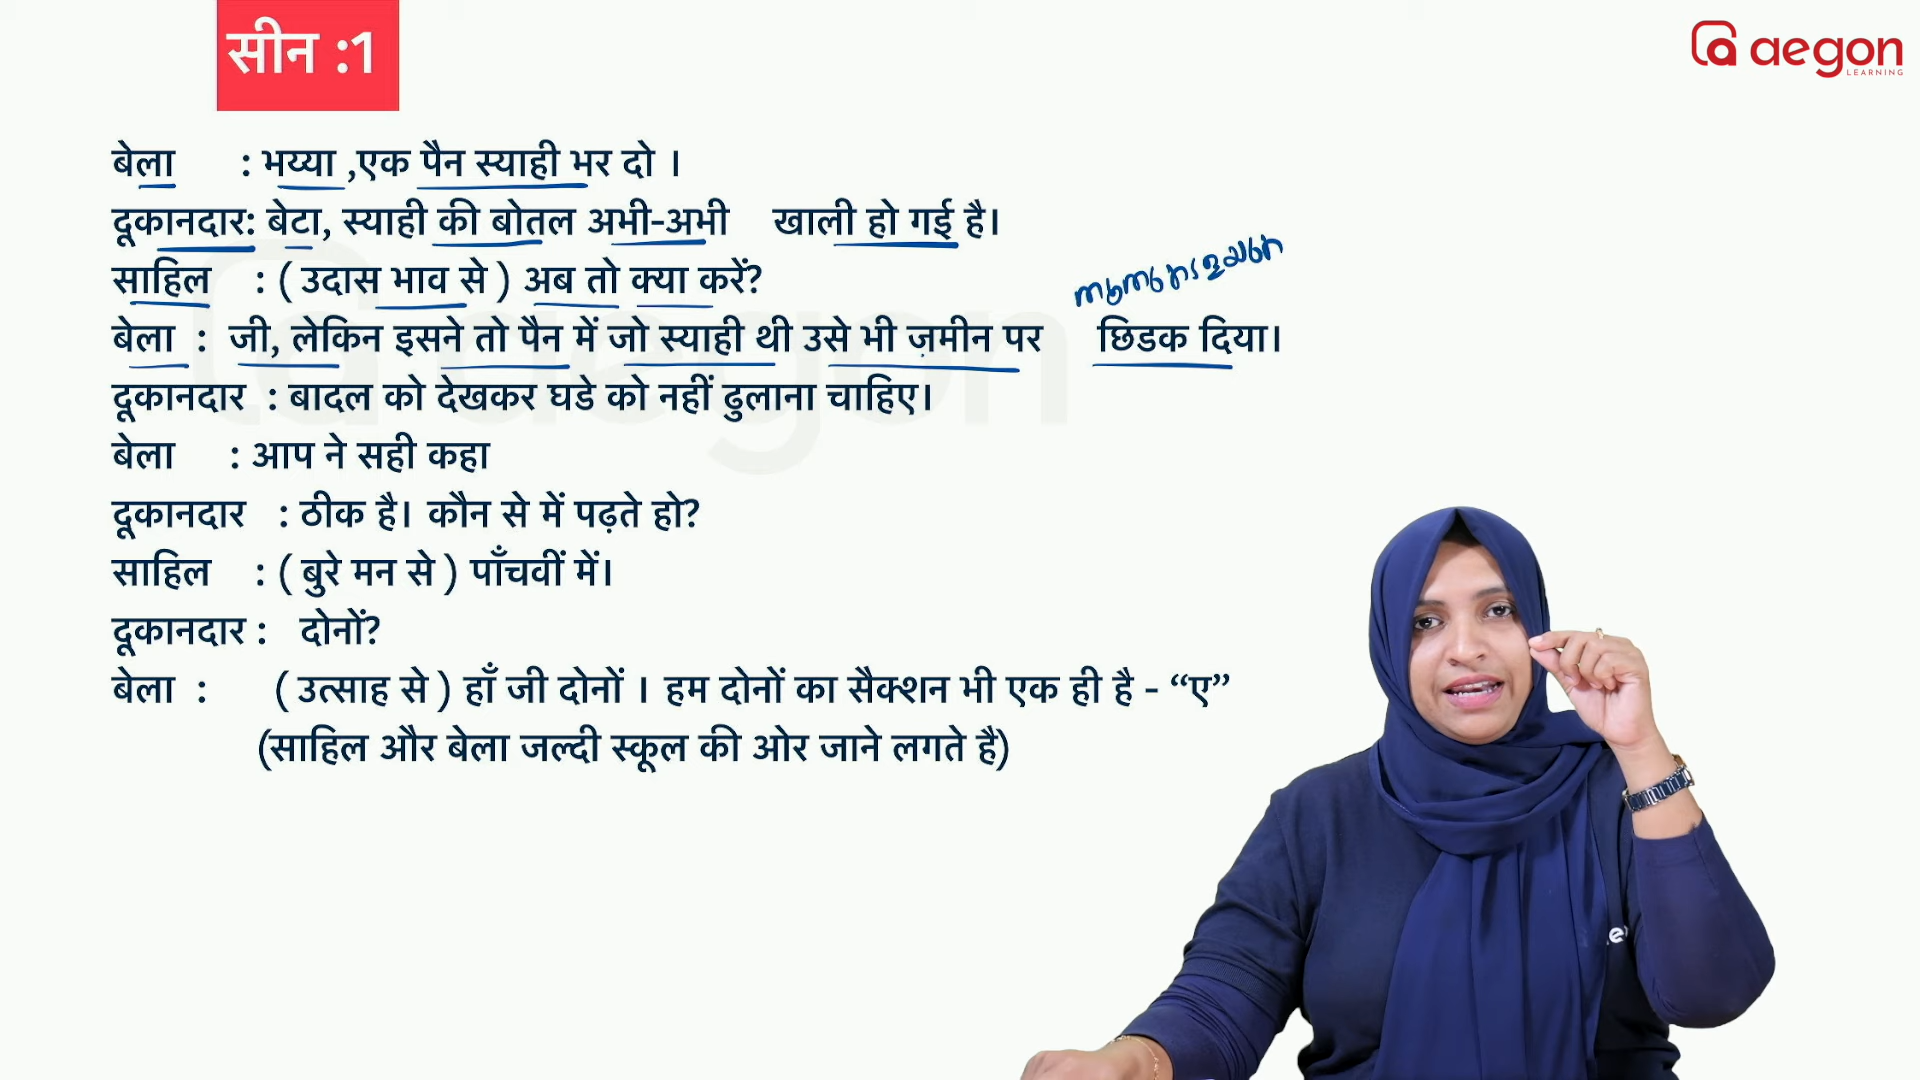 सीन :1
aegon
LEARNING
बेला : भय्या ,एक पैन स्याही भर दो ।
दूकानदार: बेटा, स्याही की बोतल अभी-अभी खाली हो गई है।
साहिल : ( उदास भाव से ) अब तो क्या करें?
बेला : जी, लेकिन इसने तो पैन में जो स्याही थी उसे भी ज़मीन पर छिडक दिया।
दूकानदार : बादल को देखकर घडे को नहीं ढुलाना चाहिए।
बेला : आप ने सही कहा
दूकानदार : ठीक है। कौन से में पढ़ते हो?
साहिल : ( बुरे मन से ) पाँचवीं में।
दूकानदार : दोनों?
बेला : ( उत्साह से ) हाँ जी दोनों । हम दोनों का सैक्शन भी एक ही है - “ए”
(साहिल और बेला जल्दी स्कूल की ओर जाने लगते हैं)